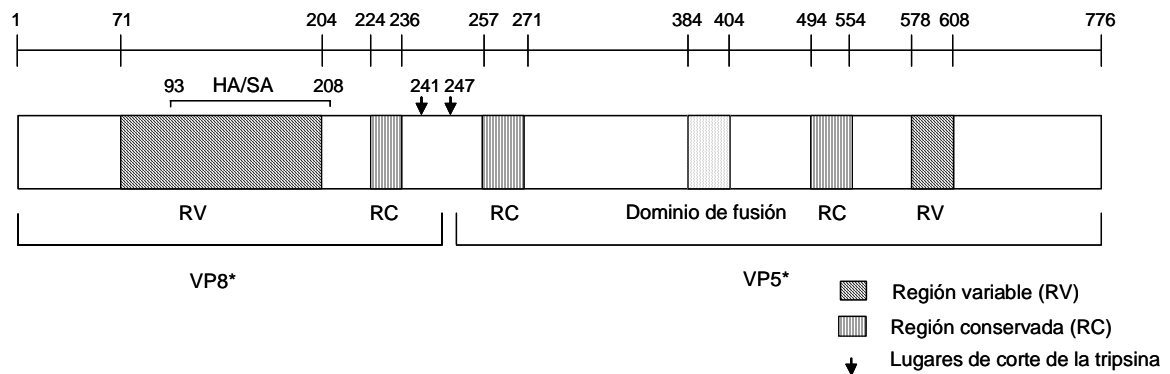 1 71 204 224 236 257 271 384 404 494 554 578 608 776
93 HA/SA 208 241 247
RV RC RC Dominio de fusión RC RV
VP8* VP5*
Región variable (RV)
Región conservada (RC)
Lugares de corte de la tripsina